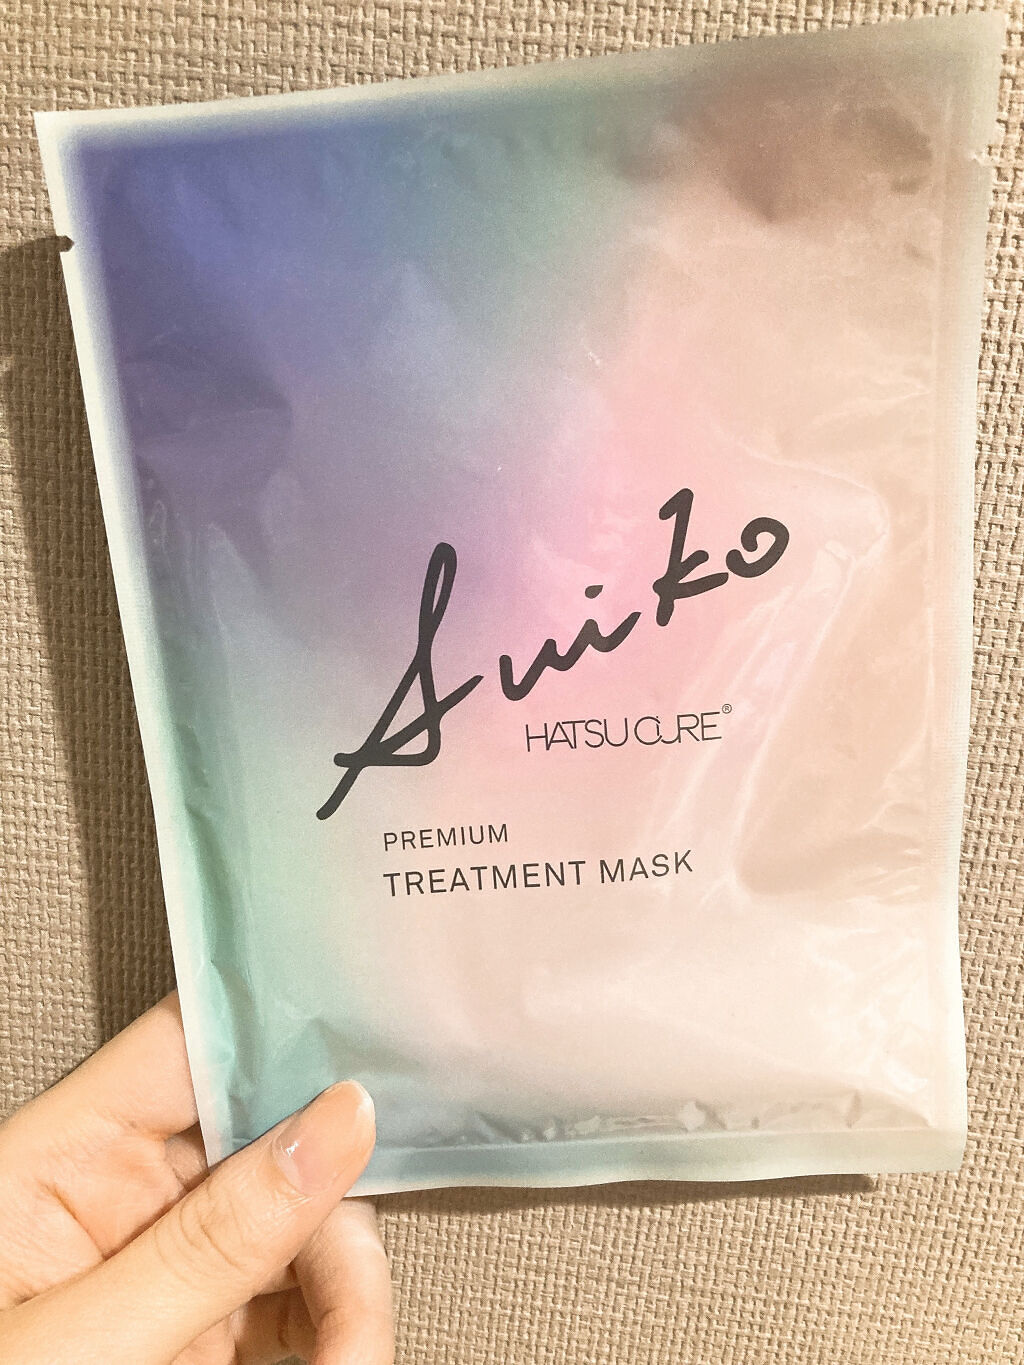 Suiko
HATSU CURE®
PREMIUM
TREATMENT MASK